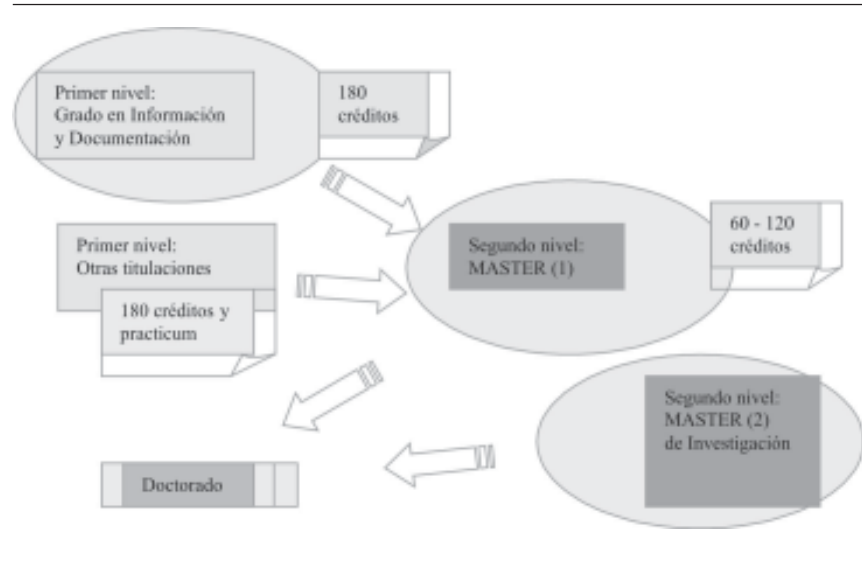 Primer nivel:
Grado en Información
y Documentación
180
créditos
Primer nivel:
Otras titulaciones
180 créditos y
practicum
Segundo nivel:
MASTER (1)
60 - 120
créditos
Segundo nivel:
MASTER (2)
de Investigación
Doctorado